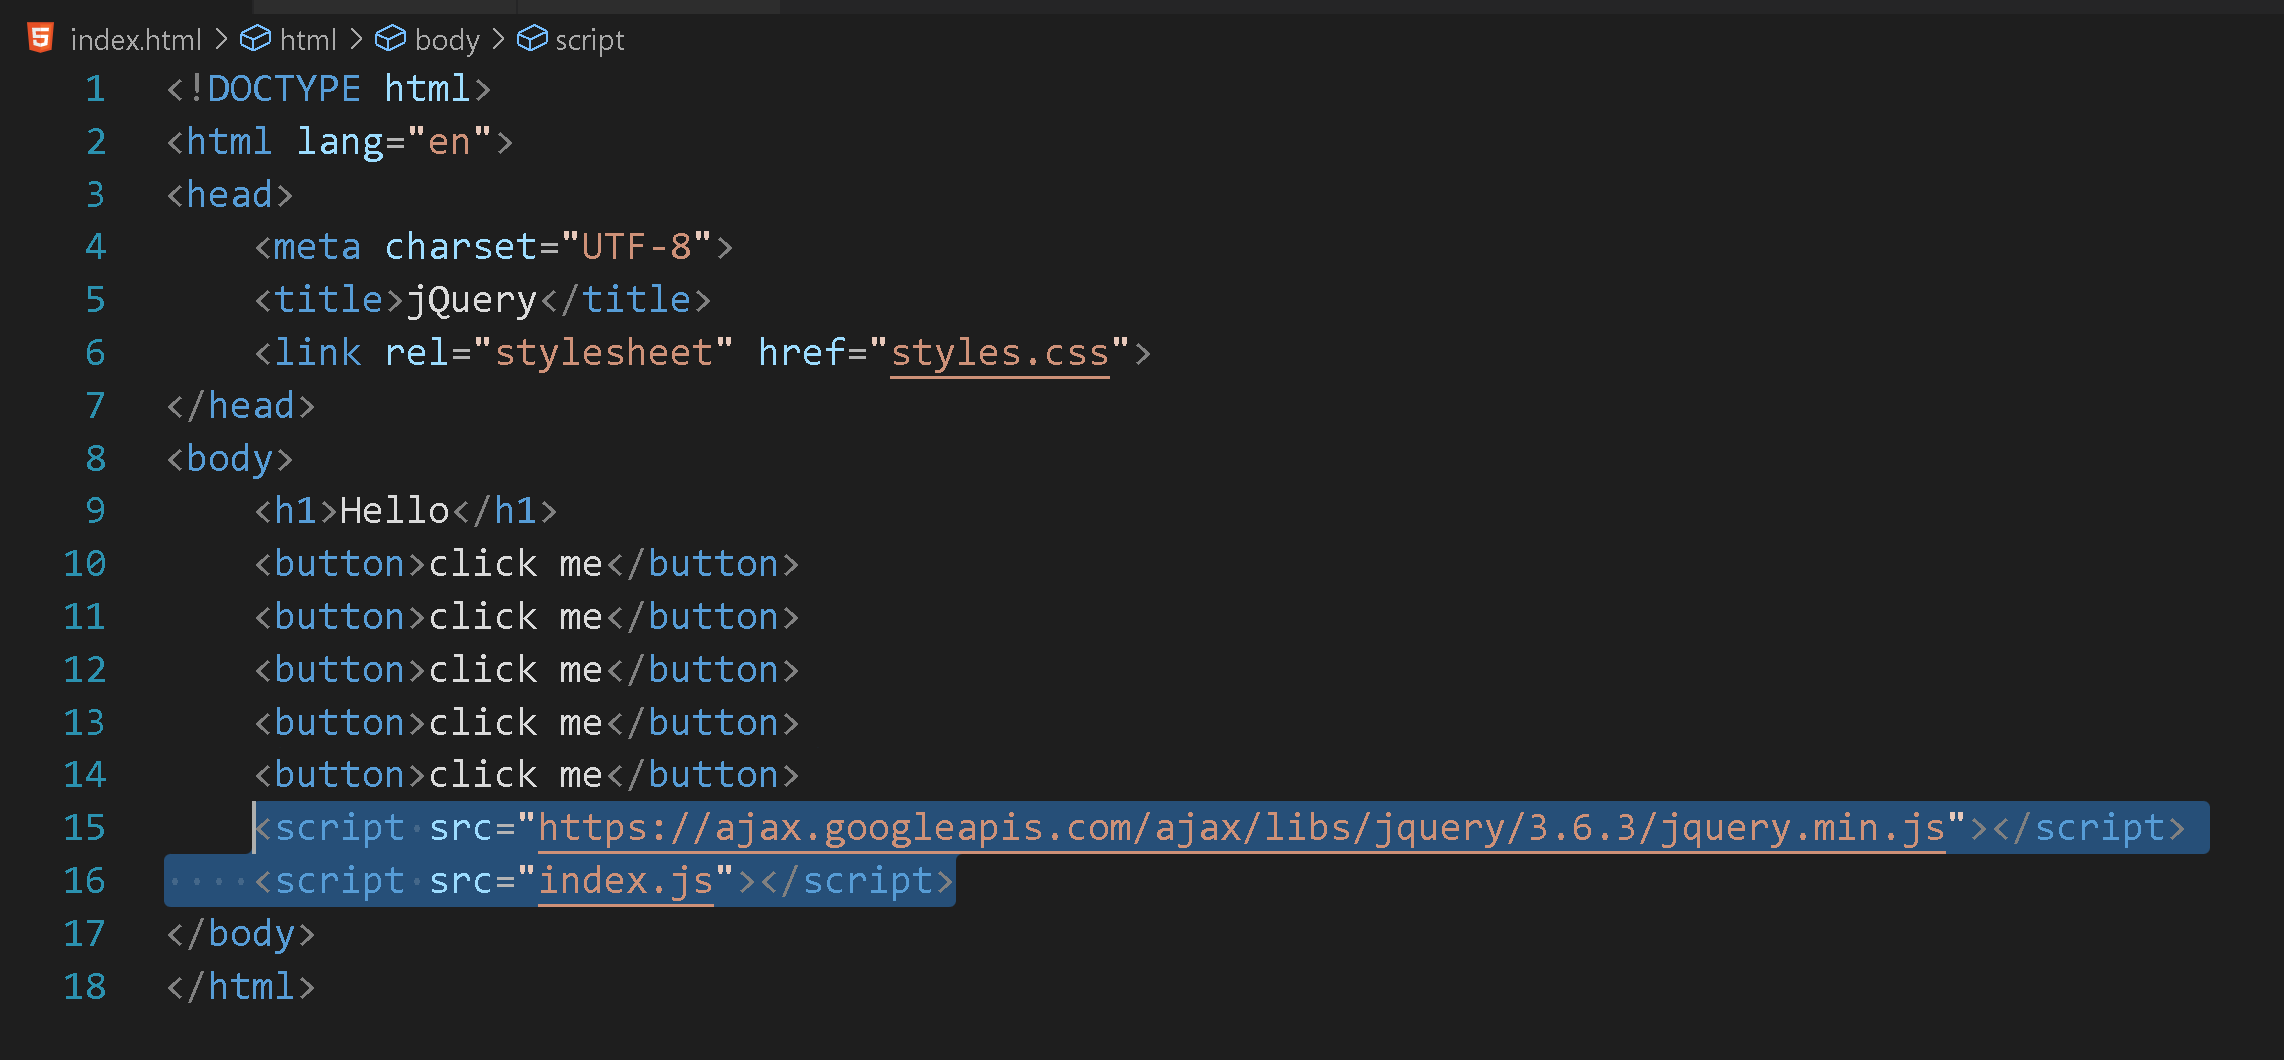 index.html > html > body > script
1 <!DOCTYPE html>
2 <html lang="en">
3 <head>
4     <meta charset="UTF-8">
5     <title>jQuery</title>
6     <link rel="stylesheet" href="styles.css">
7 </head>
8 <body>
9     <h1>Hello</h1>
10     <button>click me</button>
11     <button>click me</button>
12     <button>click me</button>
13     <button>click me</button>
14     <button>click me</button>
15     <script src="https://ajax.googleapis.com/ajax/libs/jquery/3.6.3/jquery.min.js"></script>
16     <script src="index.js"></script>
17 </body>
18 </html>